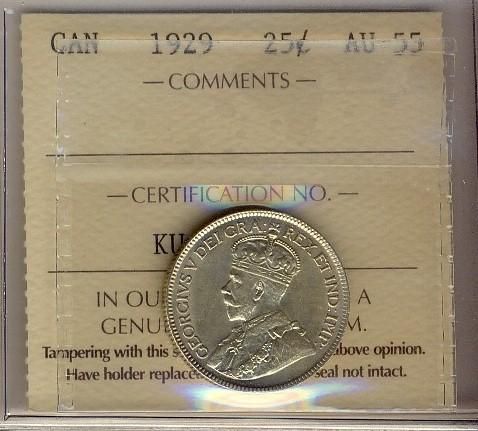 CAN 1929 25¢ AU-55
— COMMENTS —
— CERTIFICATION NO. —
KU
IN OU A
GENU M.
Tampering with this s above opinion.
Have holder replace seal not intact.
GEORGIVS V DEI GRA: REX ET IND: IMP: